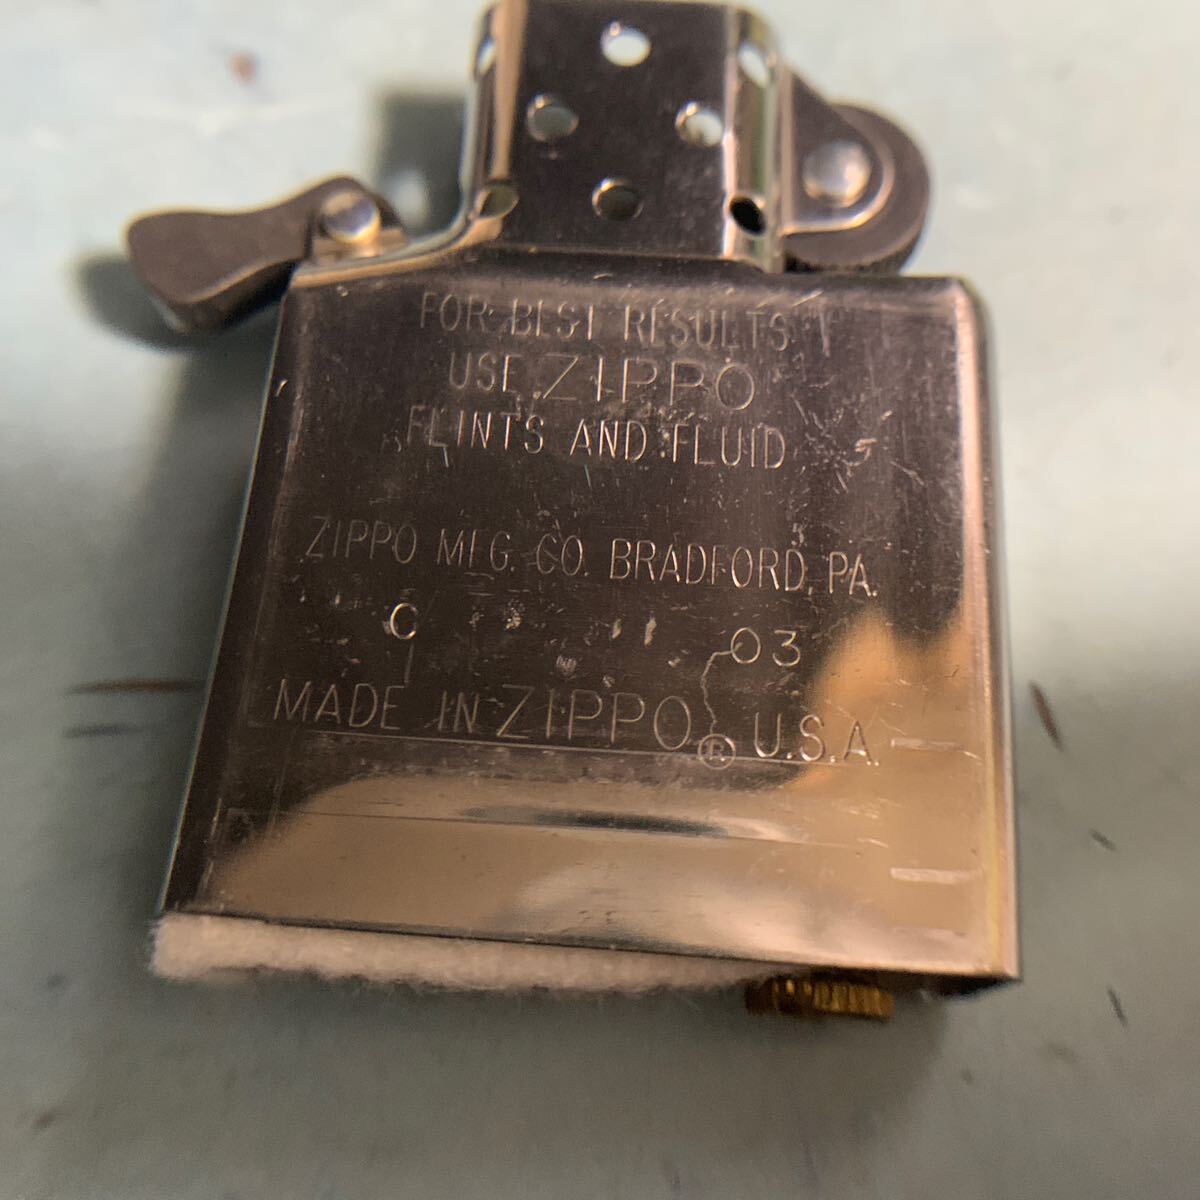 FOR BEST RESULTS
USE ZIPPO
FLINTS AND FLUID
ZIPPO MFG. CO. BRADFORD, PA.
C 03
MADE IN ZIPPO ® U.S.A.